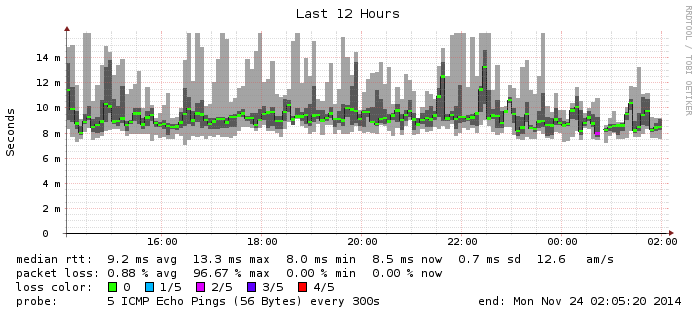 Last 12 Hours
RRDTOOL / TOBI OETIKER
Seconds
14 m
12 m
10 m
8 m
6 m
4 m
2 m
0
16:00 18:00 20:00 22:00 00:00 02:00
median rtt: 9.2 ms avg 13.3 ms max 8.0 ms min 8.5 ms now 0.7 ms sd 12.6 am/s
packet loss: 0.88 % avg 96.67 % max 0.00 % min 0.00 % now
loss color: 0 1/5 2/5 3/5 4/5
probe: 5 ICMP Echo Pings (56 Bytes) every 300s end: Mon Nov 24 02:05:20 2014